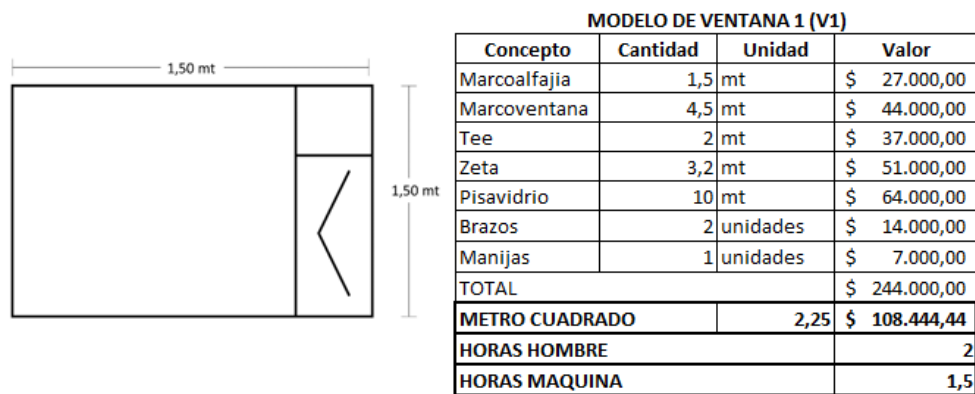 1,50 mt
1,50 mt
MODELO DE VENTANA 1 (V1)
Concepto Cantidad Unidad Valor
Marcoalfajia 1,5 mt $ 27.000,00
Marcoventana 4,5 mt $ 44.000,00
Tee 2 mt $ 37.000,00
Zeta 3,2 mt $ 51.000,00
Pisavidrio 10 mt $ 64.000,00
Brazos 2 unidades $ 14.000,00
Manijas 1 unidades $ 7.000,00
TOTAL $ 244.000,00
METRO CUADRADO 2,25 $ 108.444,44
HORAS HOMBRE 2
HORAS MAQUINA 1,5